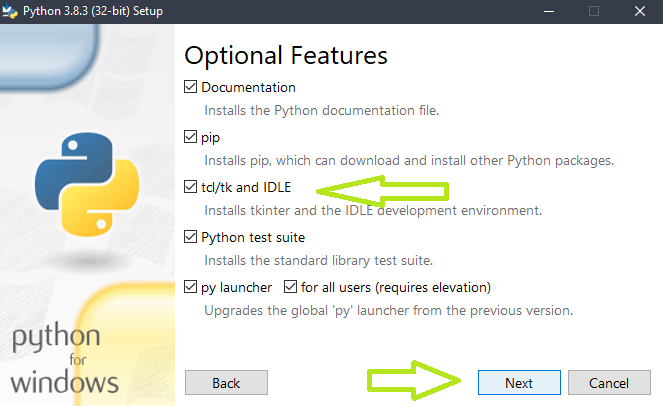 Python 3.8.3 (32-bit) Setup
Optional Features
Documentation
Installs the Python documentation file.
pip
Installs pip, which can download and install other Python packages.
tcl/tk and IDLE
Installs tkinter and the IDLE development environment.
Python test suite
Installs the standard library test suite.
py launcher for all users (requires elevation)
Upgrades the global 'py' launcher from the previous version.
python
for
windows
Back Next Cancel